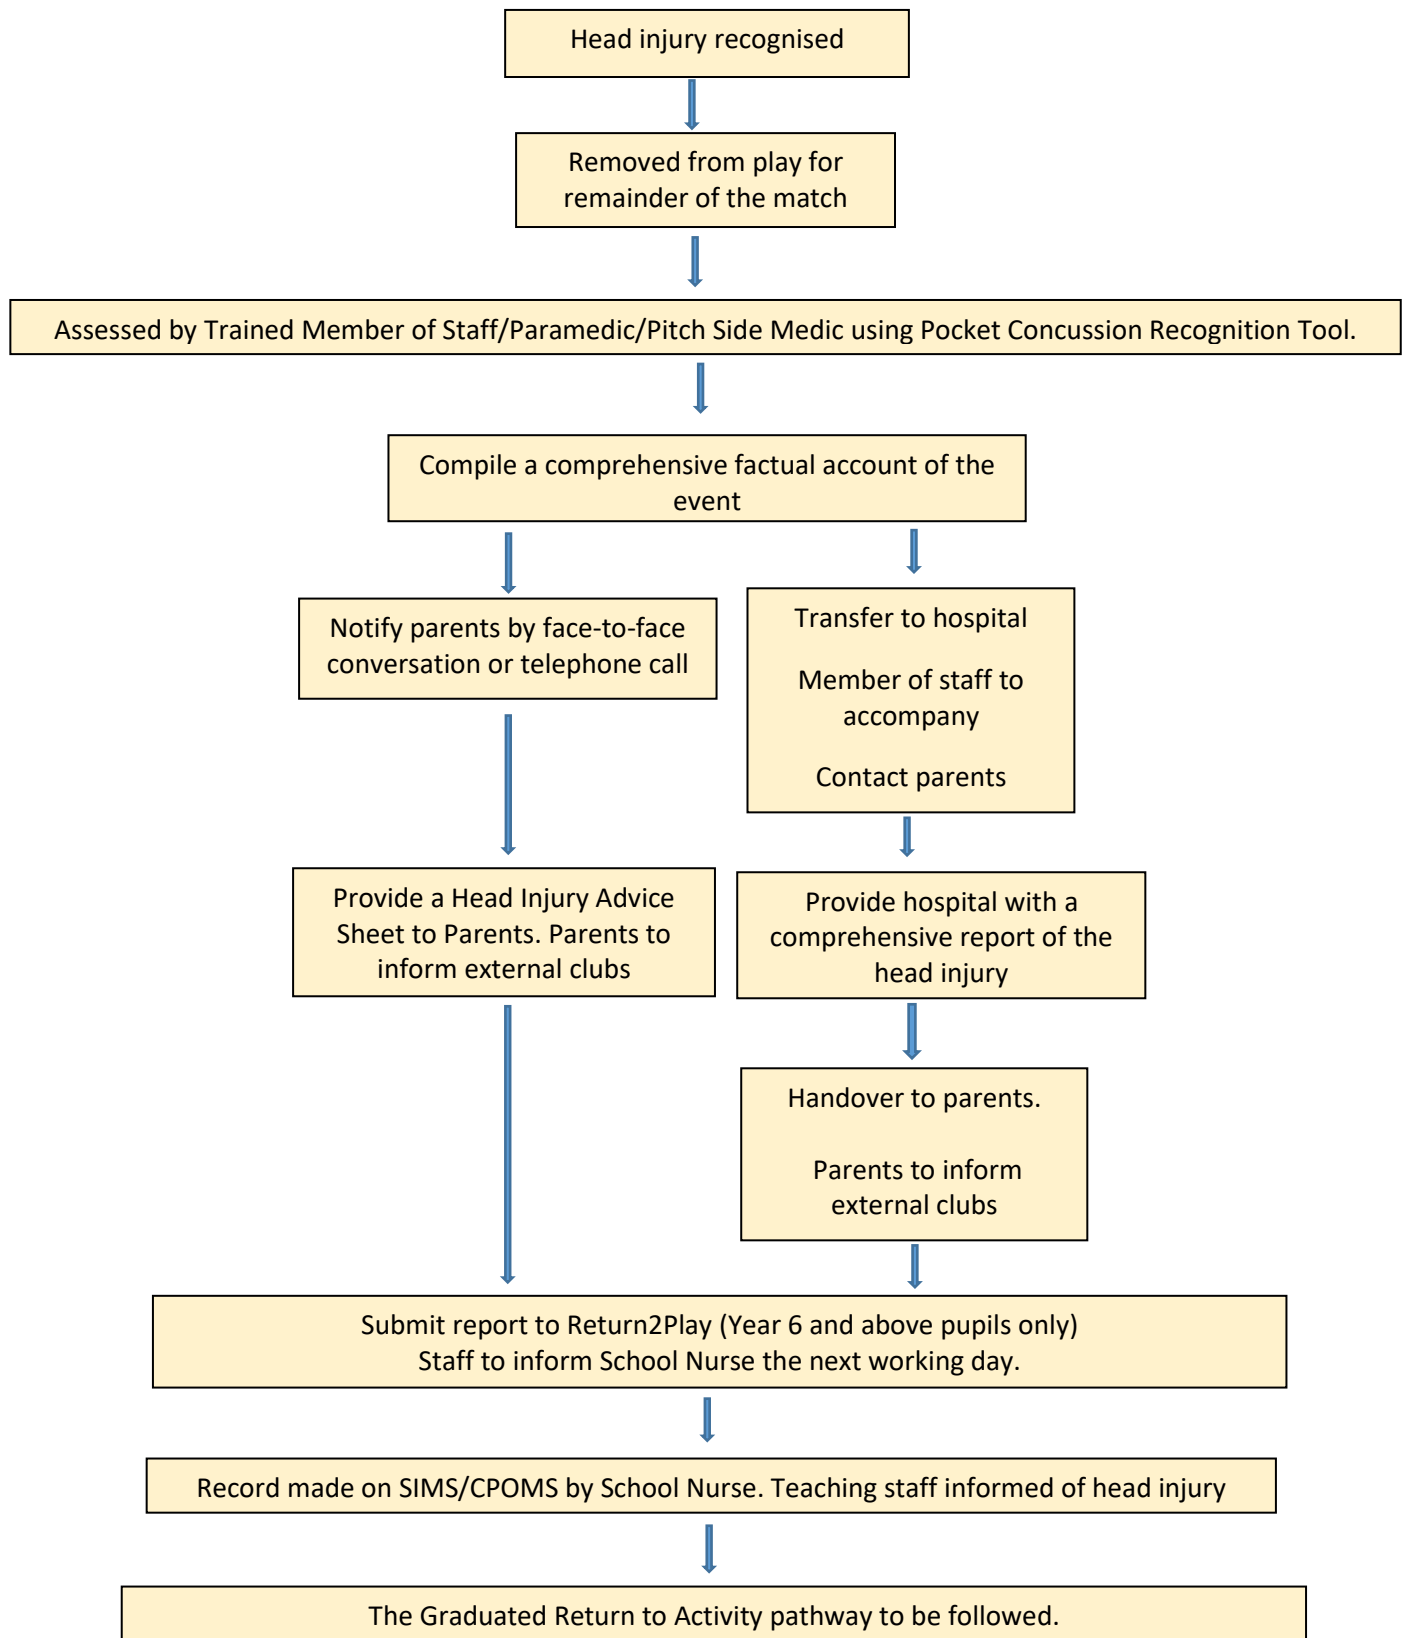 Head injury recognised
Removed from play for
remainder of the match
Assessed by Trained Member of Staff/Paramedic/Pitch Side Medic using Pocket Concussion Recognition Tool.
Compile a comprehensive factual account of the
event
Notify parents by face-to-face
conversation or telephone call
Transfer to hospital
Member of staff to
accompany
Contact parents
Provide a Head Injury Advice
Sheet to Parents. Parents to
inform external clubs
Provide hospital with a
comprehensive report of the
head injury
Handover to parents.
Parents to inform
external clubs
Submit report to Return2Play (Year 6 and above pupils only)
Staff to inform School Nurse the next working day.
Record made on SIMS/CPOMS by School Nurse. Teaching staff informed of head injury
The Graduated Return to Activity pathway to be followed.